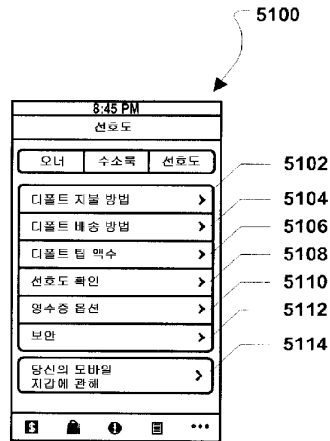 5100
8:45 PM
선호도
오너 수소록 선호도
디폴트 지불 방법
디폴트 배송 방법
디폴트 팁 액수
선호도 확인
영수증 옵션
보안
당신의 모바일
지갑에 관해
5102
5104
5106
5108
5110
5112
5114